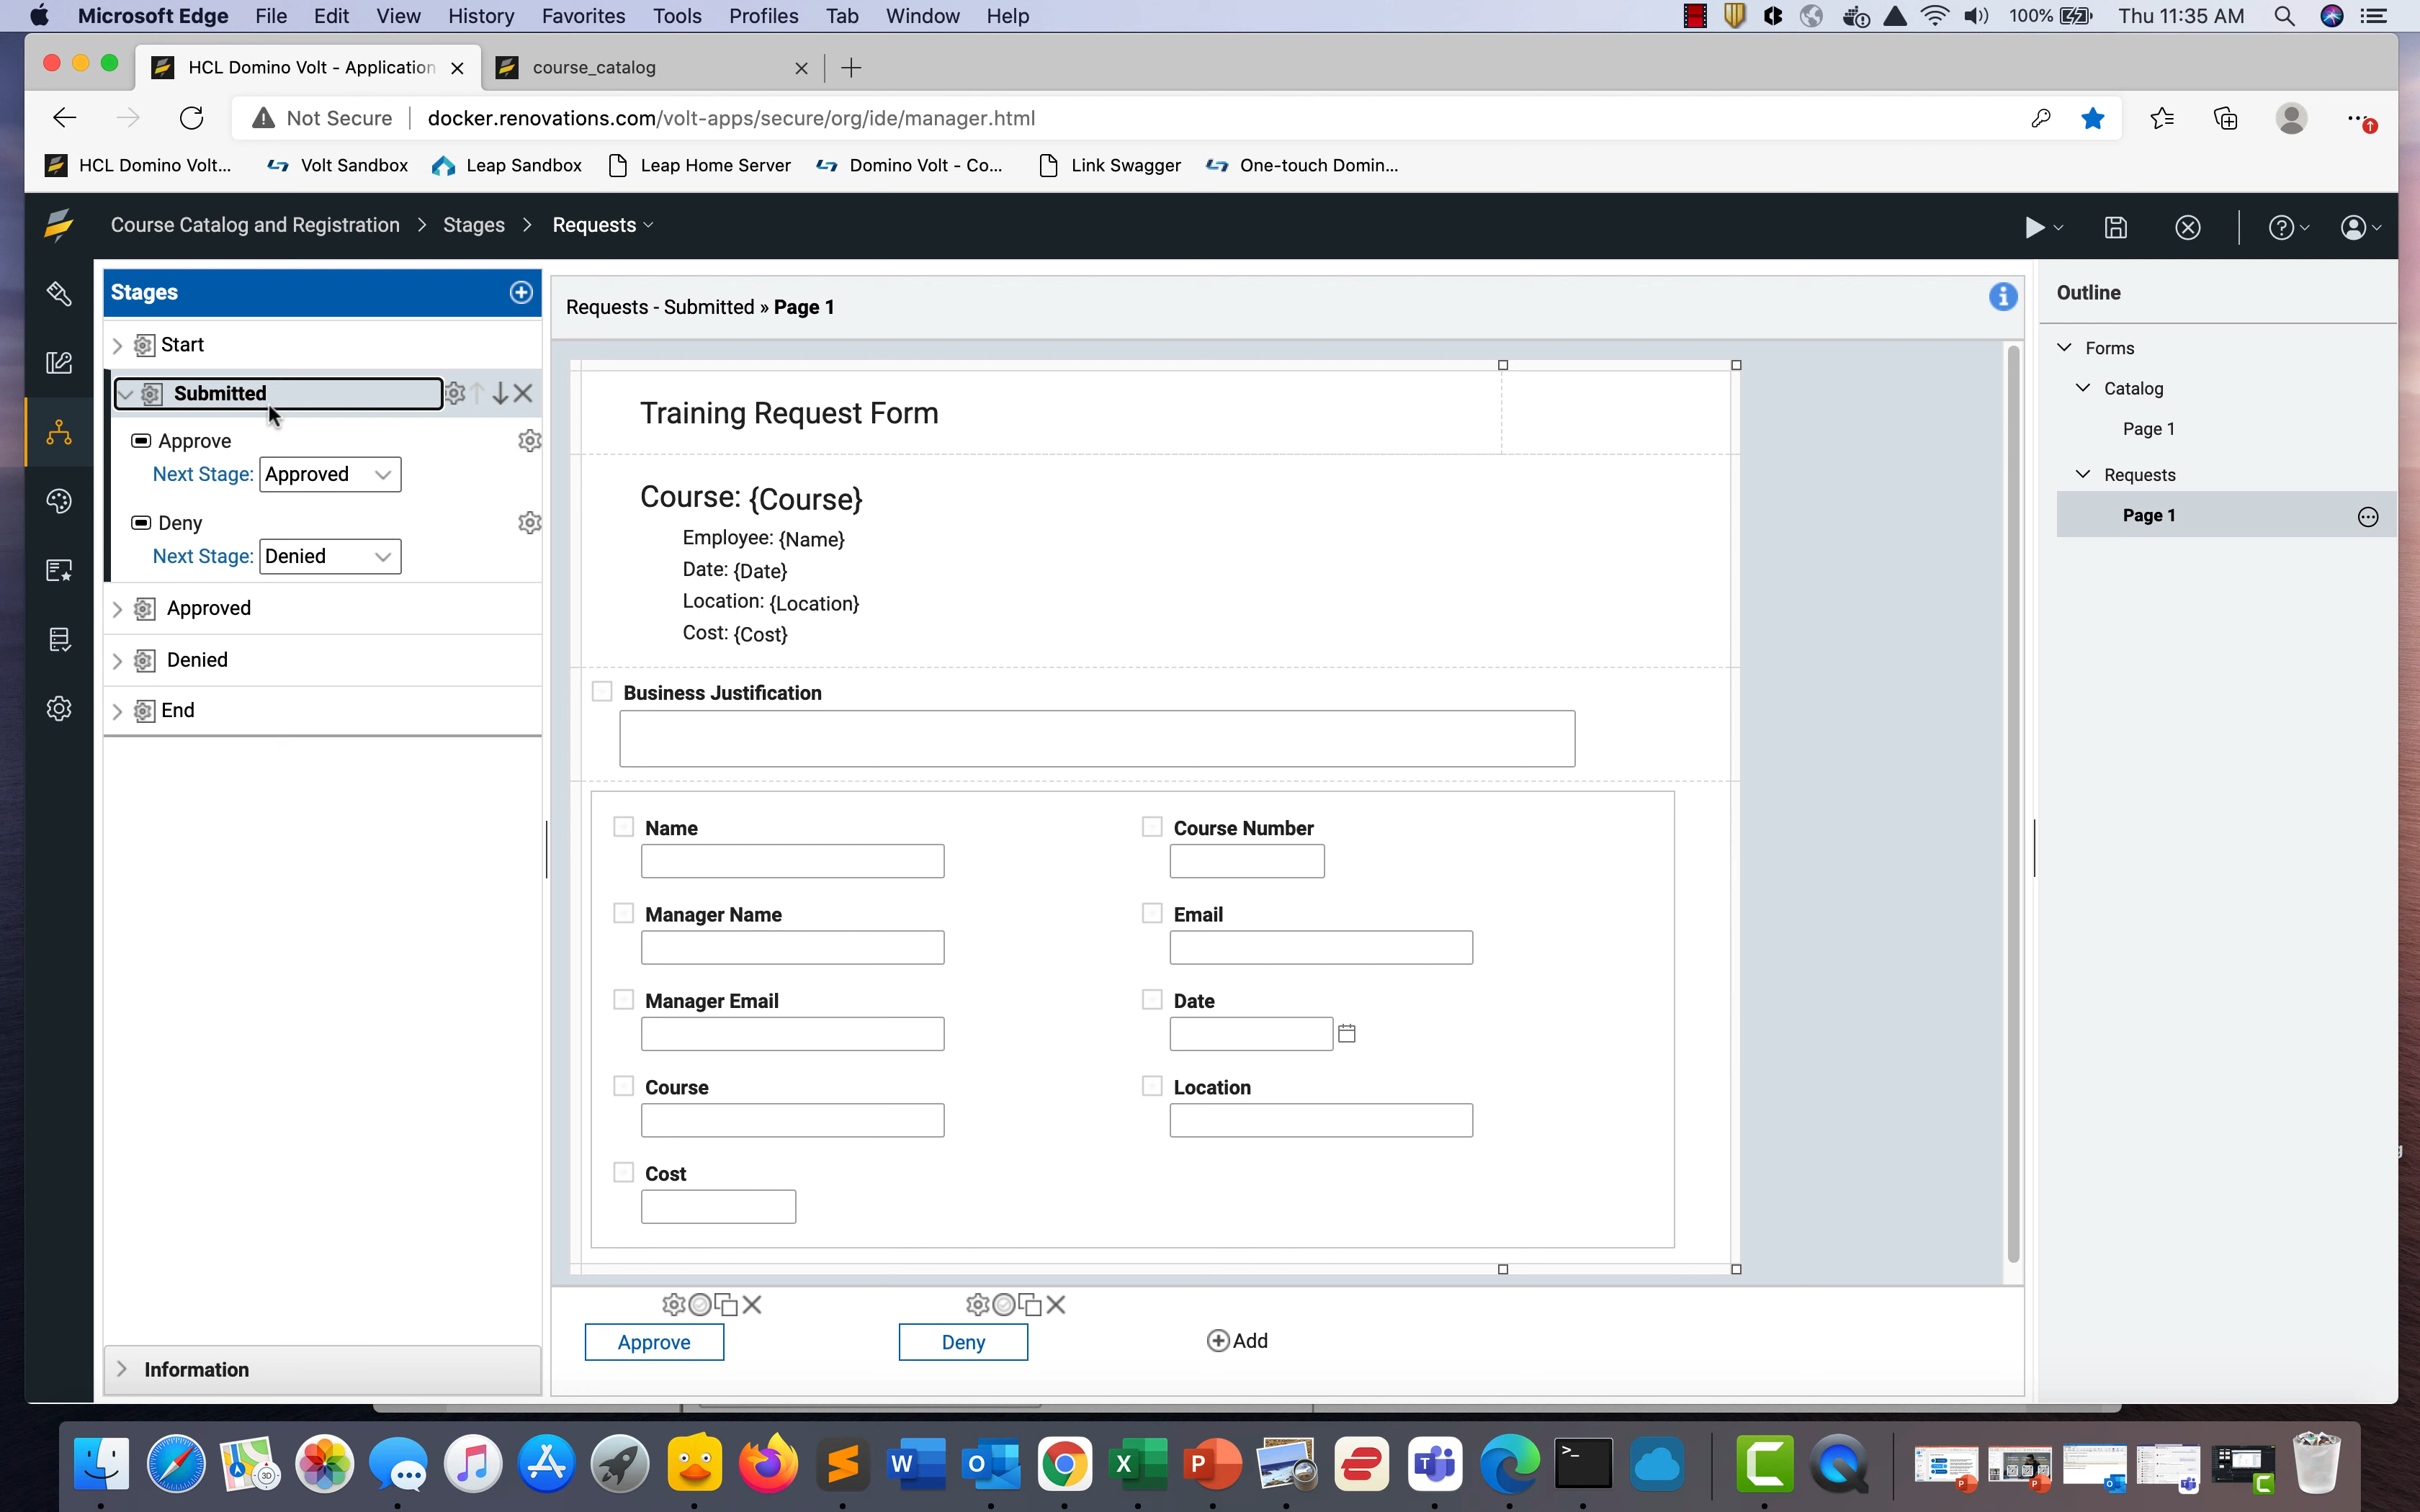 Microsoft Edge File Edit View History Favorites Tools Profiles Tab Window Help 100% Thu 11:35 AM
HCL Domino Volt - Application course_catalog
Not Secure docker.renovations.com/volt-apps/secure/org/ide/manager.html
HCL Domino Volt... Volt Sandbox Leap Sandbox Leap Home Server Domino Volt - Co... Link Swagger One-touch Domin...
Course Catalog and Registration > Stages > Requests
Stages
Start
Submitted
Approve
Next Stage: Approved
Deny
Next Stage: Denied
Approved
Denied
End
Information
Requests - Submitted » Page 1
Training Request Form
Course: {Course}
Employee: {Name}
Date: {Date}
Location: {Location}
Cost: {Cost}
Business Justification
Name Course Number
Manager Name Email
Manager Email Date
Course Location
Cost
Approve Deny Add
Outline
Forms
Catalog
Page 1
Requests
Page 1
3D